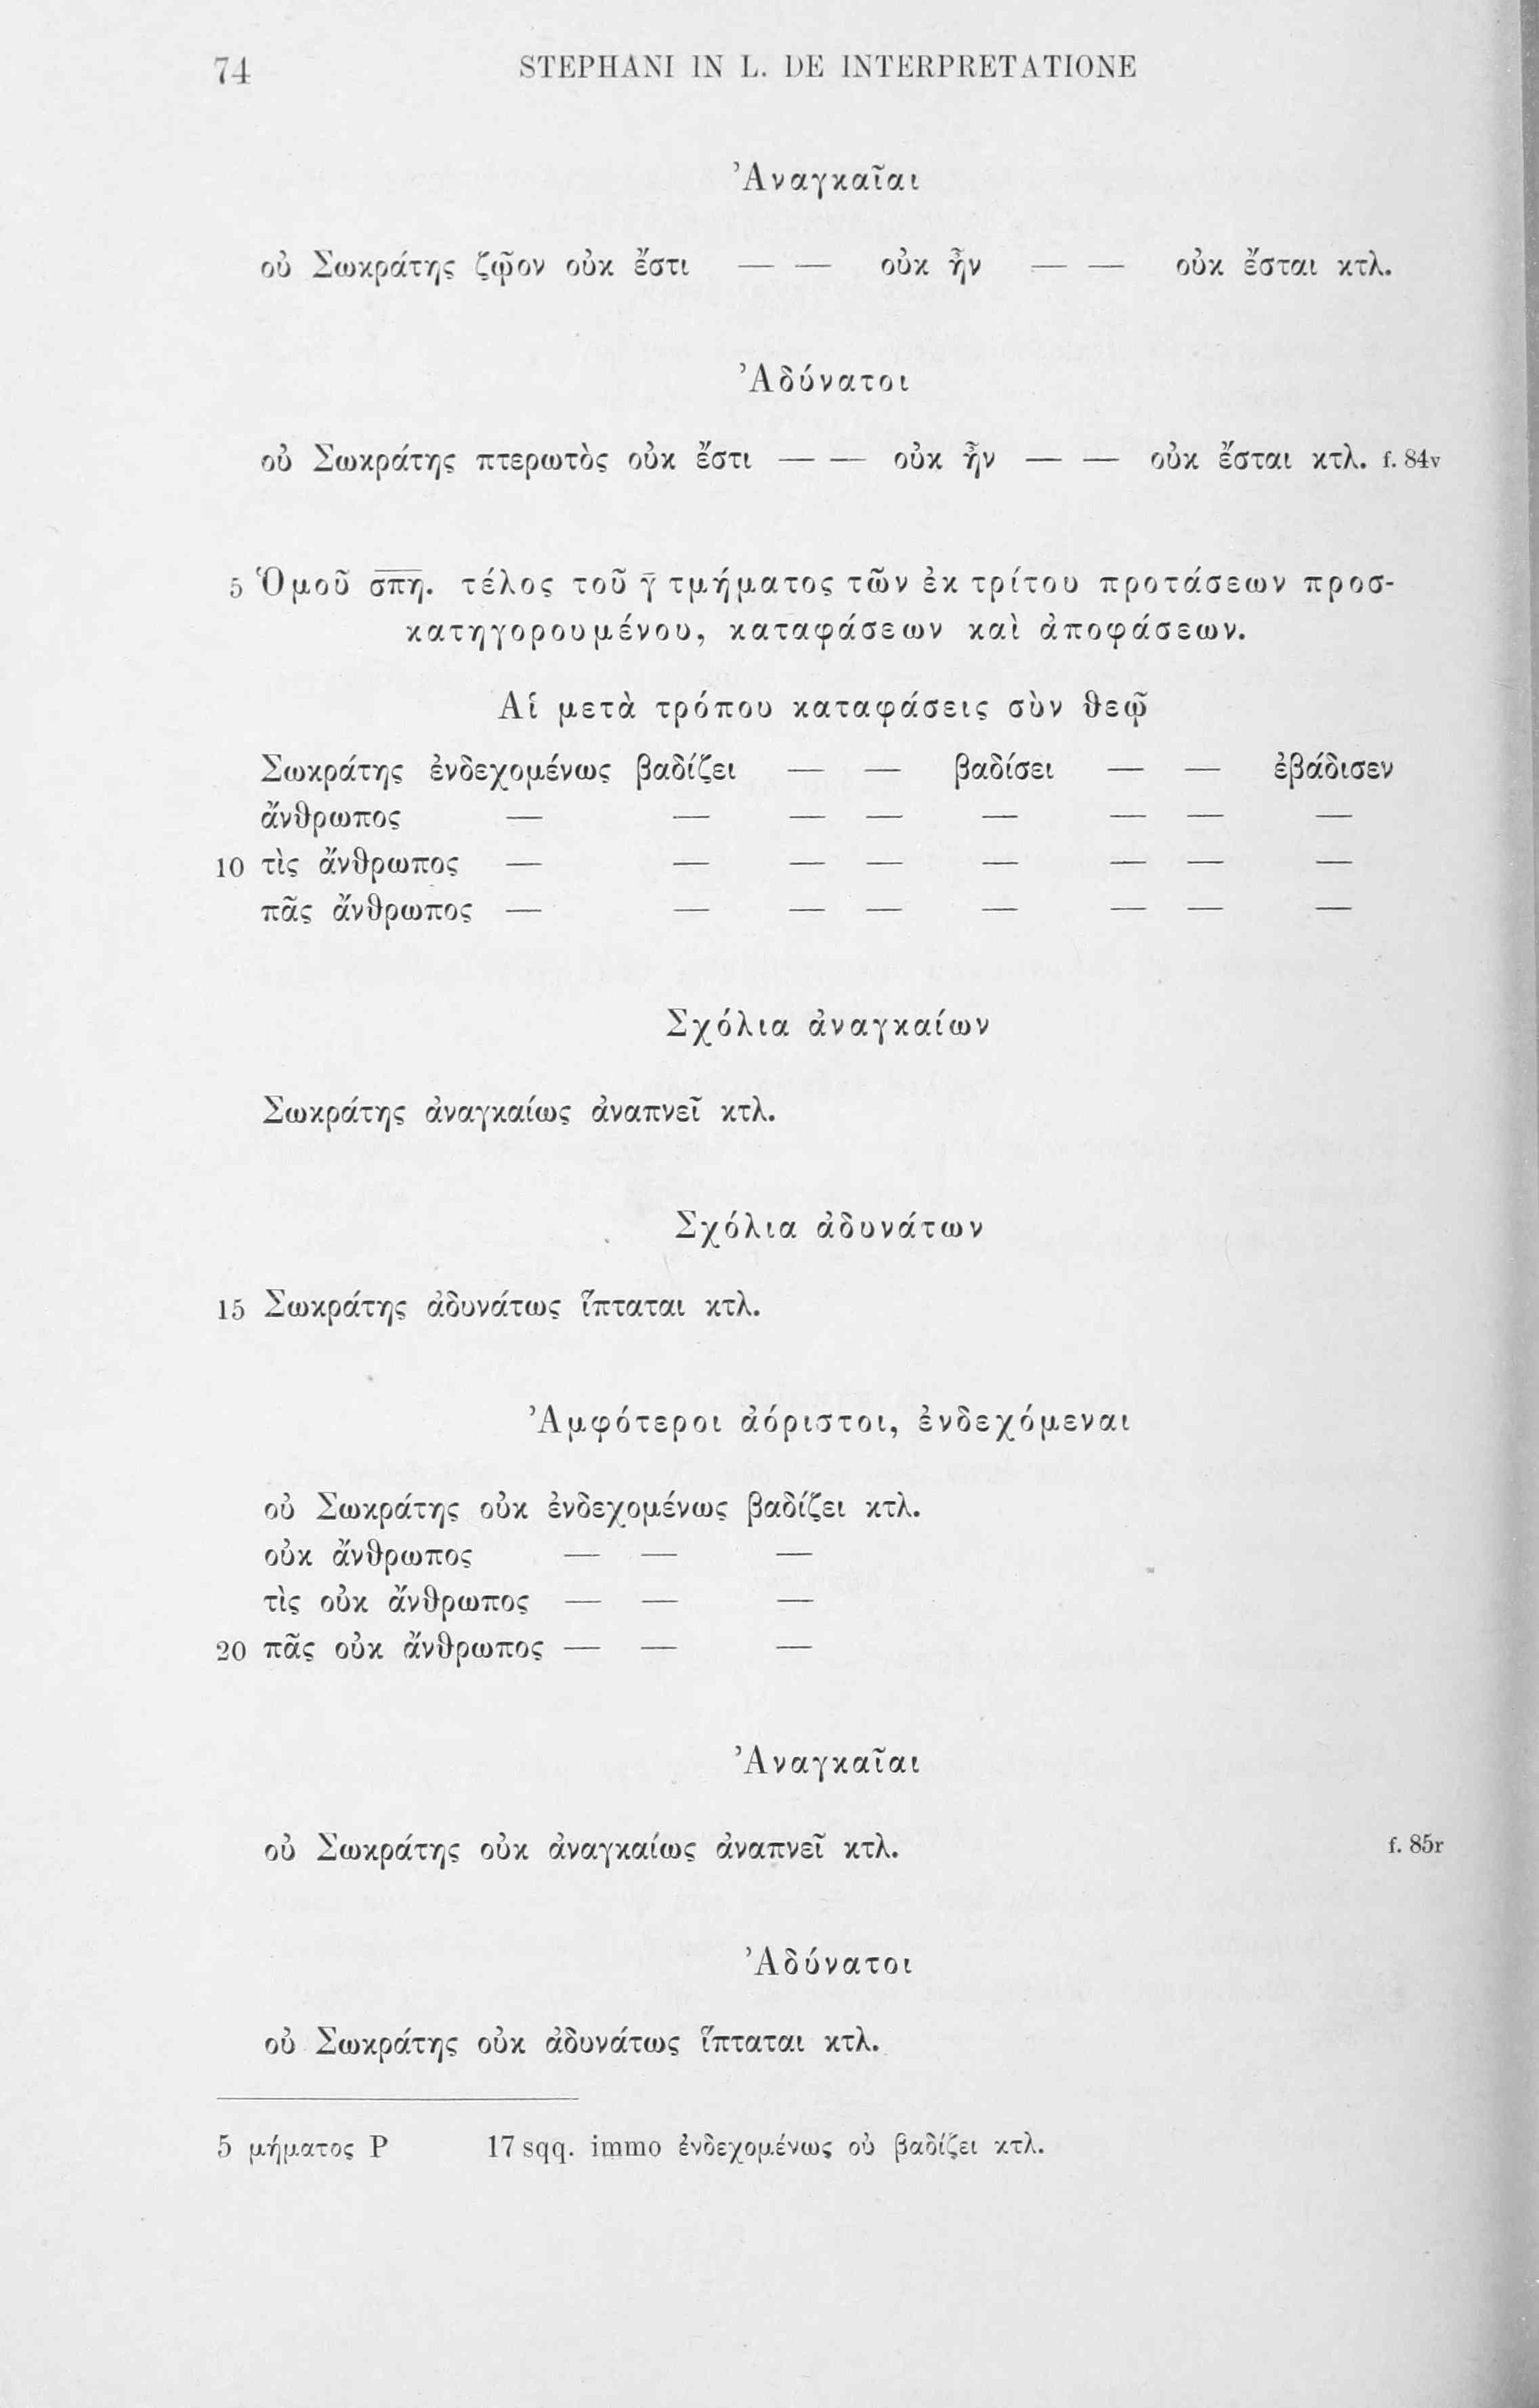 74 STEPHANI IN L. DE INTERPRETATIONE
Ἀναγκαῖαι
οὐ Σωκράτης ζῷον οὐκ ἔστι — — οὐκ ἦν — — οὐκ ἔσται κτλ.
Ἀδύνατοι
οὐ Σωκράτης πτερωτὸς οὐκ ἔστι — — οὐκ ἦν — — οὐκ ἔσται κτλ. f. 84v
5 Ὁμοῦ σ̅π̅η̅. τέλος τοῦ γ̅ τμήματος τῶν ἐκ τρίτου προτάσεων προσ-
κατηγορουμένου, καταφάσεων καὶ ἀποφάσεων.
Αἱ μετὰ τρόπου καταφάσεις σὺν θεῷ
Σωκράτης ἐνδεχομένως βαδίζει — — βαδίσει — — ἐβάδισεν
ἄνθρωπος — — — — — — — —
10 τὶς ἄνθρωπος — — — — — — — —
πᾶς ἄνθρωπος — — — — — — — —
Σχόλια ἀναγκαίων
Σωκράτης ἀναγκαίως ἀναπνεῖ κτλ.
Σχόλια ἀδυνάτων
15 Σωκράτης ἀδυνάτως ἵπταται κτλ.
Ἀμφότεροι ἀόριστοι, ἐνδεχόμεναι
οὐ Σωκράτης οὐκ ἐνδεχομένως βαδίζει κτλ.
οὐκ ἄνθρωπος — — —
τὶς οὐκ ἄνθρωπος — — —
20 πᾶς οὐκ ἄνθρωπος — — —
Ἀναγκαῖαι
οὐ Σωκράτης οὐκ ἀναγκαίως ἀναπνεῖ κτλ. f. 85r
Ἀδύνατοι
οὐ Σωκράτης οὐκ ἀδυνάτως ἵπταται κτλ.
5 μήματος P 17 sqq. immo ἐνδεχομένως οὐ βαδίζει κτλ.